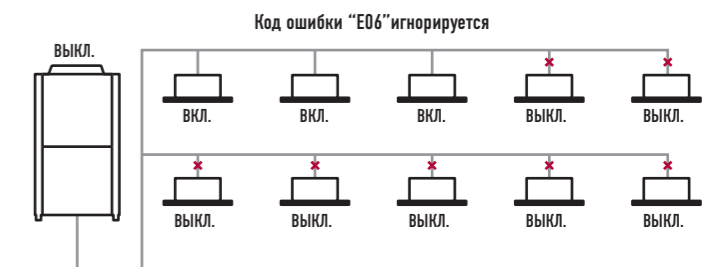 Код ошибки “E06”игнорируется
ВЫКЛ.
ВКЛ. ВКЛ. ВКЛ. ВЫКЛ. ВЫКЛ.
ВЫКЛ. ВЫКЛ. ВЫКЛ. ВЫКЛ. ВЫКЛ.